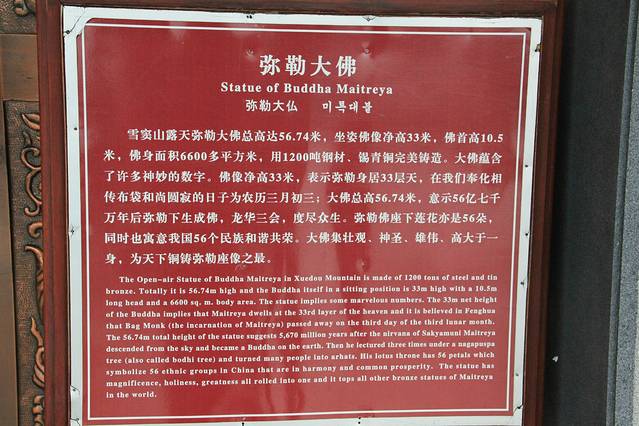 弥勒大佛
Statue of Buddha Maitreya
弥勒大仏 미륵대불
雪窦山露天弥勒大佛总高达56.74米，坐姿佛像净高33米，佛首高10.5
米，佛身面积6600多平方米，用1200吨钢材、锡青铜完美铸造。大佛蕴含
了许多神妙的数字。佛像净高33米，表示弥勒身居33层天，在我们奉化相
传布袋和尚圆寂的日子为农历三月初三；大佛总高56.74米，意示56亿七千
万年后弥勒下生成佛，龙华三会，度尽众生。弥勒佛座下莲花亦是56朵，
同时也寓意我国56个民族和谐共荣。大佛集壮观、神圣、雄伟、高大于一
身，为天下铜铸弥勒座像之最。
The Open-air Statue of Buddha Maitreya in Xuedou Mountain is made of 1200 tons of steel and tin
bronze. Totally it is 56.74m high and the Buddha itself in a sitting position is 33m high with a 10.5m
long head and a 6600 sq. m. body area. The statue implies some marvelous numbers. The 33m net height
of the Buddha implies that Maitreya dwells at the 33rd layer of the heaven and it is believed in Fenghua
that Bag Monk (the incarnation of Maitreya) passed away on the third day of the third lunar month.
The 56.74m total height of the statue suggests 5,670 million years after the nirvana of Sakyamuni Maitreya
descended from the sky and became a Buddha on the earth. Then he lectured three times under a nagapuspa
tree (also called bodhi tree) and turned many people into arhats. His lotus throne has 56 petals which
symbolize 56 ethnic groups in China that are in harmony and common prosperity. The statue has
magnificence, holiness, greatness all rolled into one and it tops all other bronze statues of Maitreya
in the world.